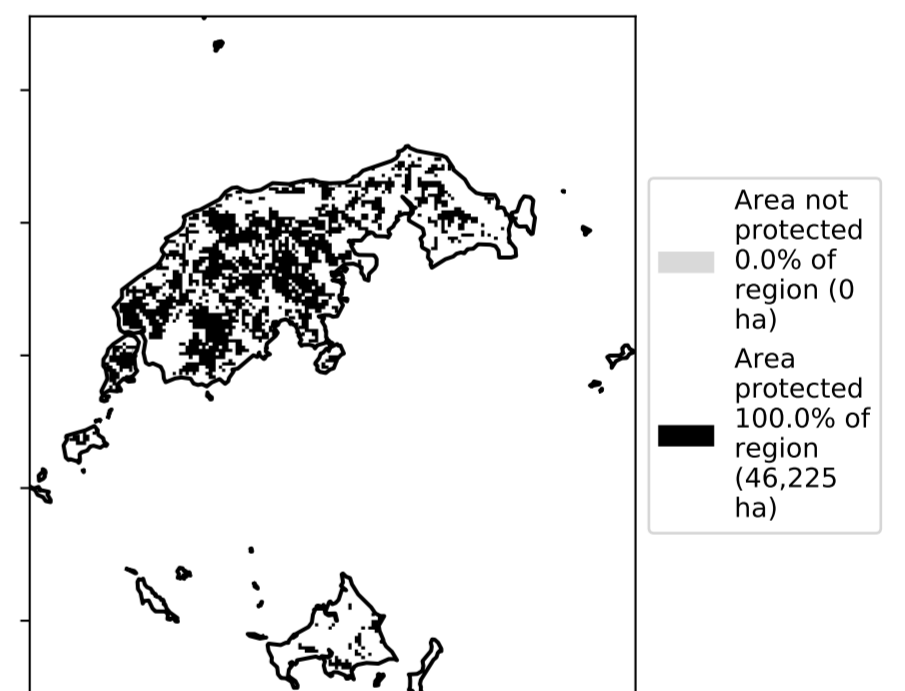 Area not
protected
0.0% of
region (0
ha)
Area
protected
100.0% of
region
(46,225
ha)